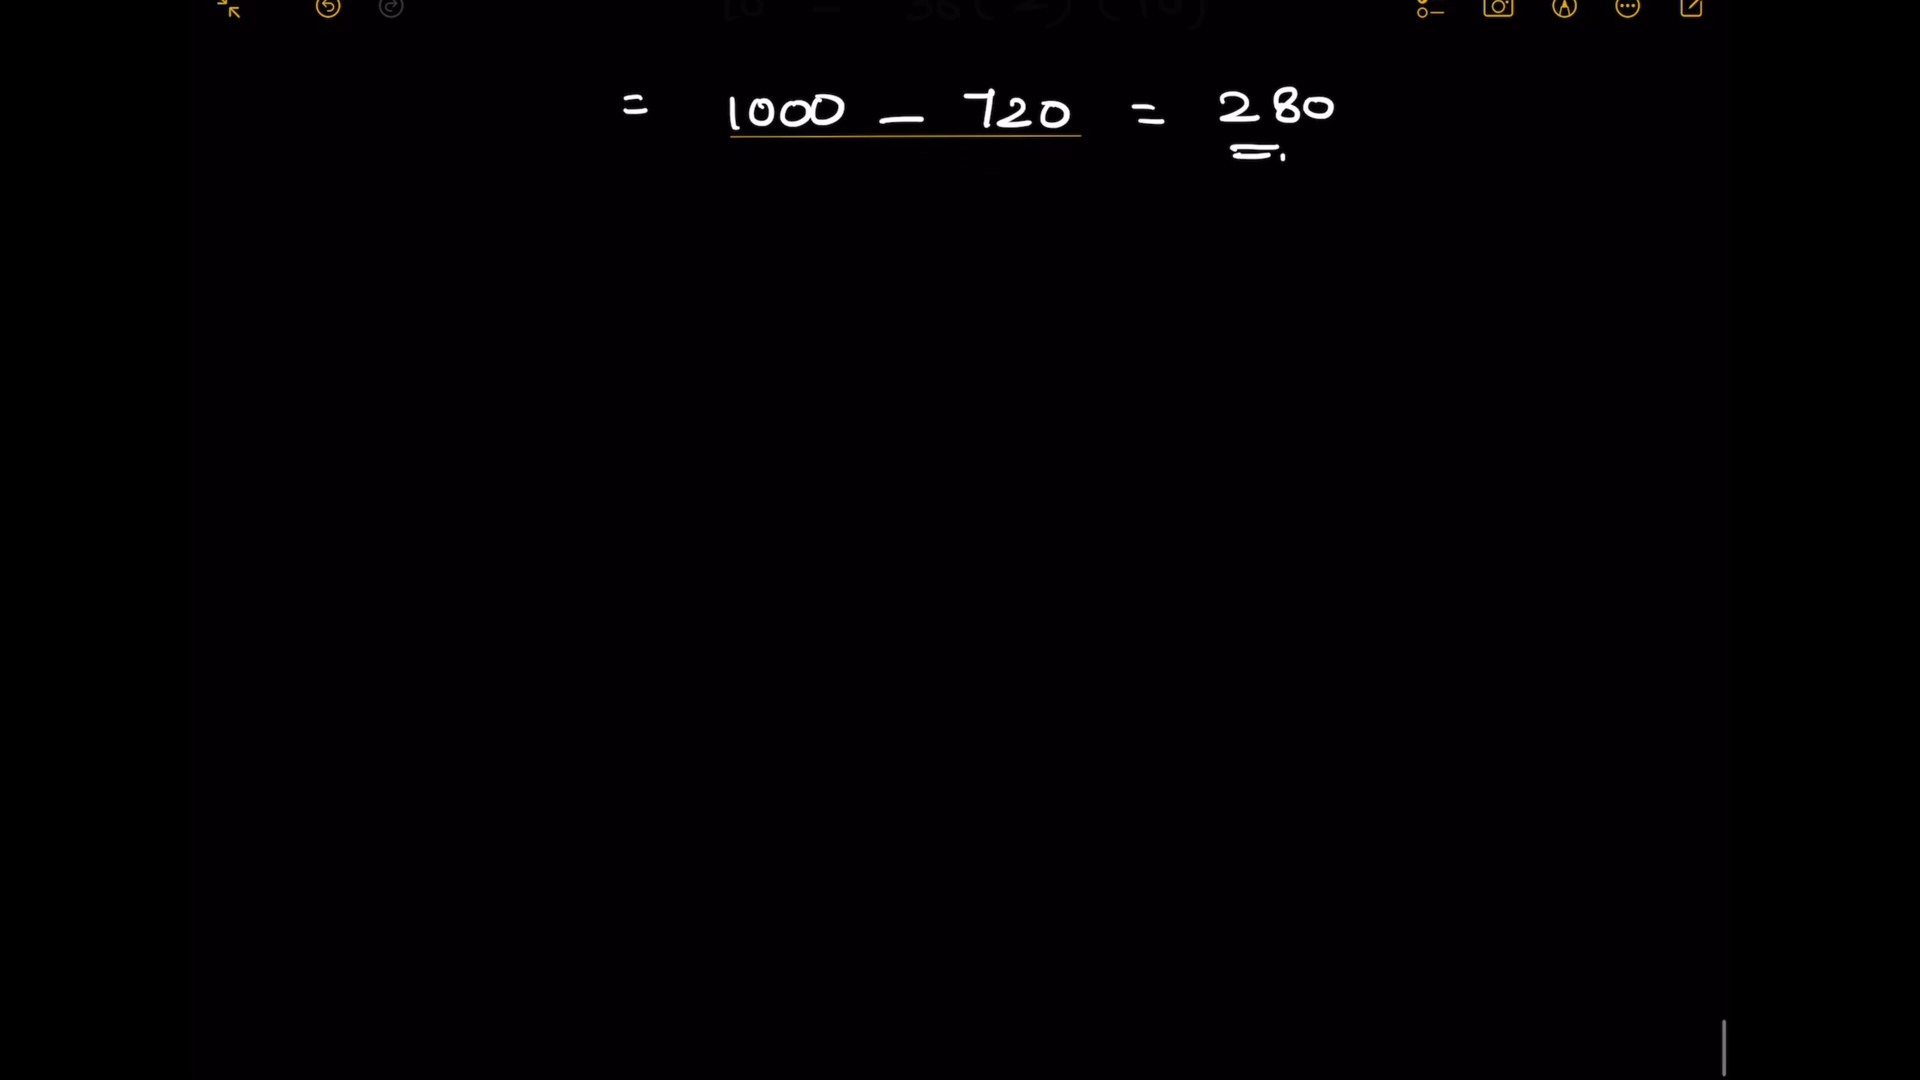 = 1000 - 720 = 280